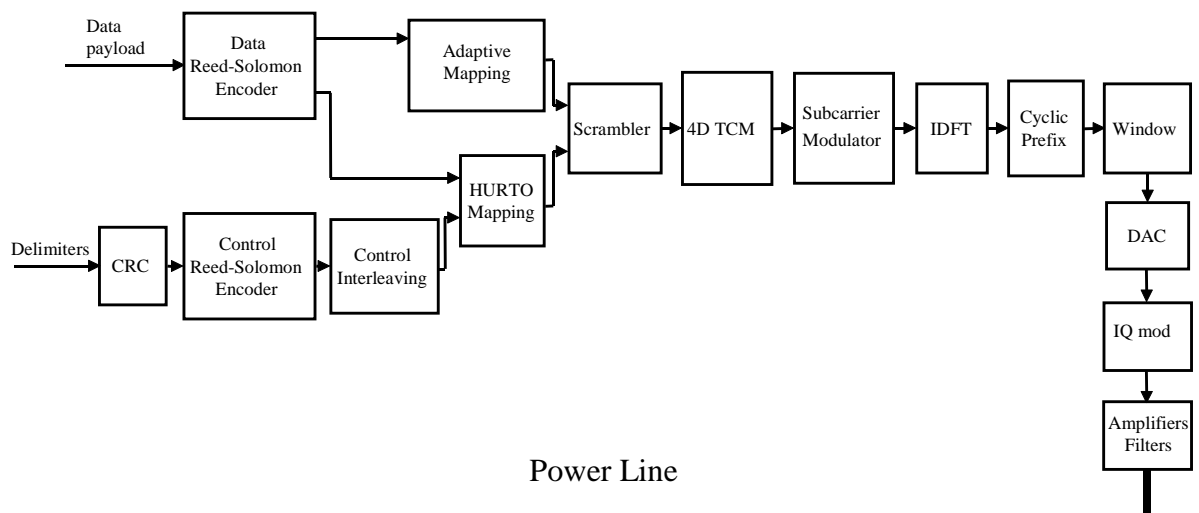 Data
payload
Data
Reed-Solomon
Encoder
Adaptive
Mapping
Scrambler
4D TCM
Subcarrier
Modulator
IDFT
Cyclic
Prefix
Window
HURTO
Mapping
Delimiters
CRC
Control
Reed-Solomon
Encoder
Control
Interleaving
DAC
IQ mod
Amplifiers
Filters
Power Line